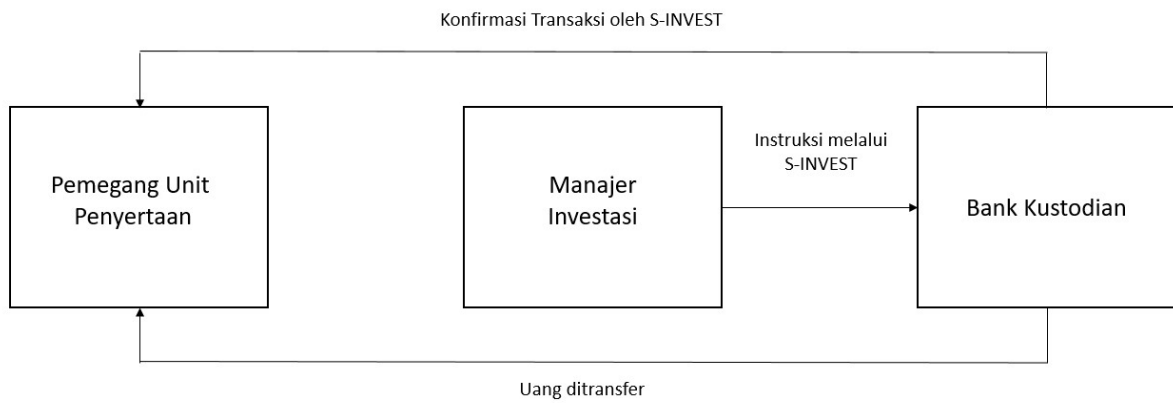 Konfirmasi Transaksi oleh S-INVEST
Pemegang Unit
Penyertaan
Manajer
Investasi
Instruksi melalui
S-INVEST
Bank Kustodian
Uang ditransfer